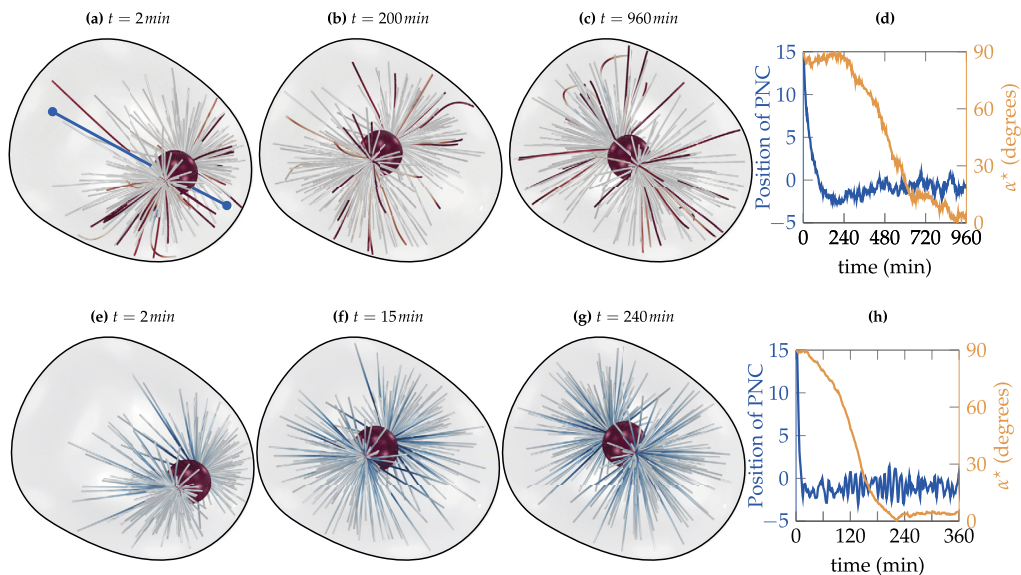 (a) t = 2min
(b) t = 200min
(c) t = 960min
(d)
15
10
5
0
−5
Position of PNC
90
60
30
0
α* (degrees)
0 240 480 720 960
time (min)
(e) t = 2min
(f) t = 15min
(g) t = 240min
(h)
15
10
5
0
−5
Position of PNC
90
60
30
0
α* (degrees)
0 120 240 360
time (min)